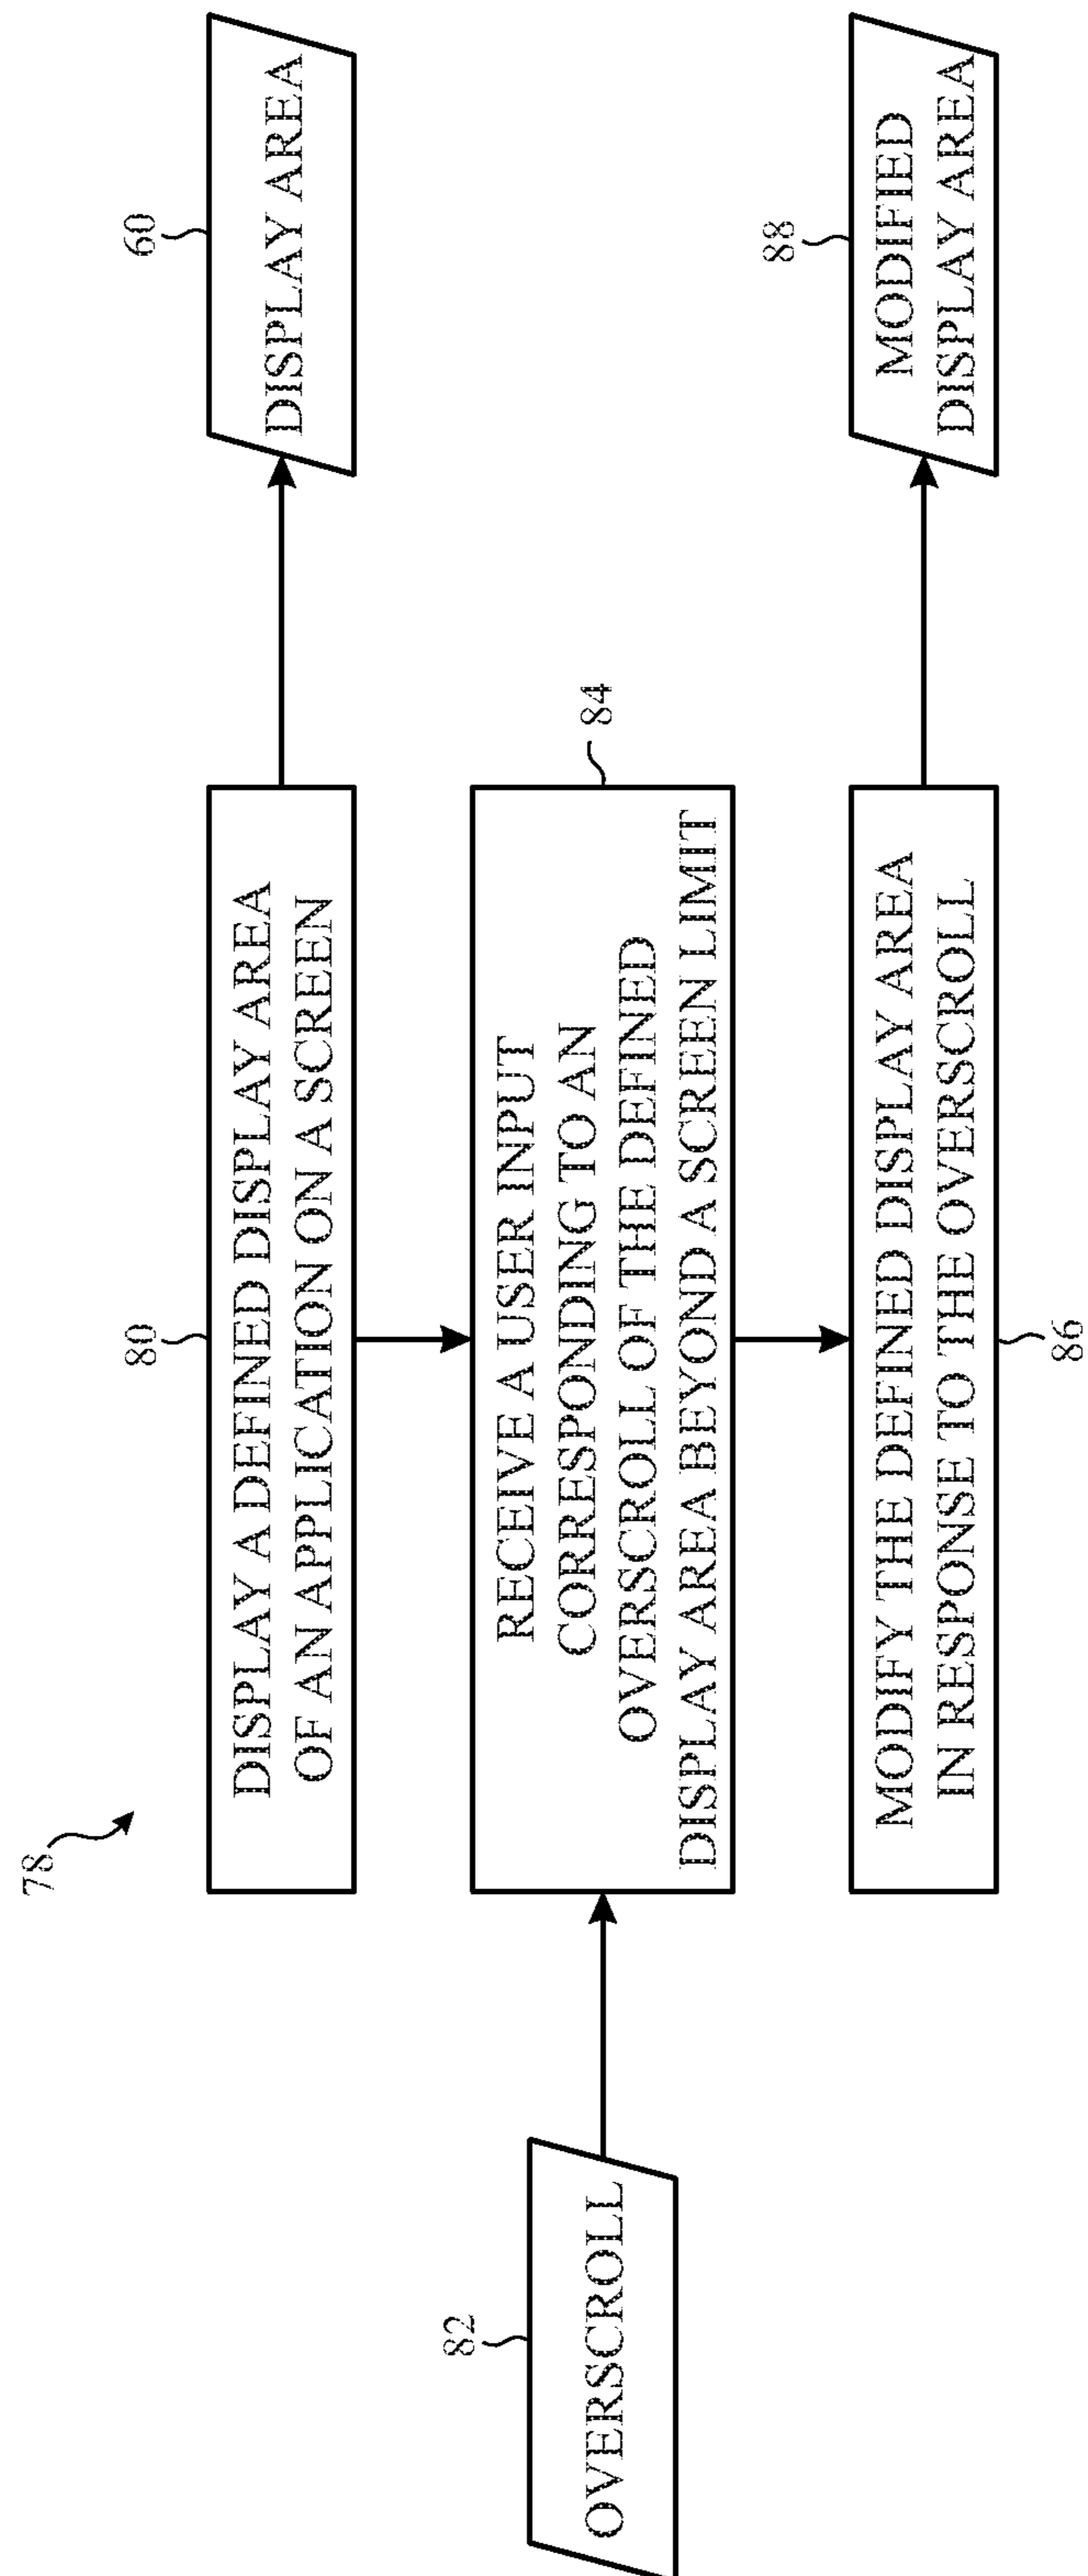 78
80
DISPLAY A DEFINED DISPLAY AREA
OF AN APPLICATION ON A SCREEN
60
DISPLAY AREA
82
OVERSCROLL
84
RECEIVE A USER INPUT
CORRESPONDING TO AN
OVERSCROLL OF THE DEFINED
DISPLAY AREA BEYOND A SCREEN LIMIT
86
MODIFY THE DEFINED DISPLAY AREA
IN RESPONSE TO THE OVERSCROLL
88
MODIFIED
DISPLAY AREA